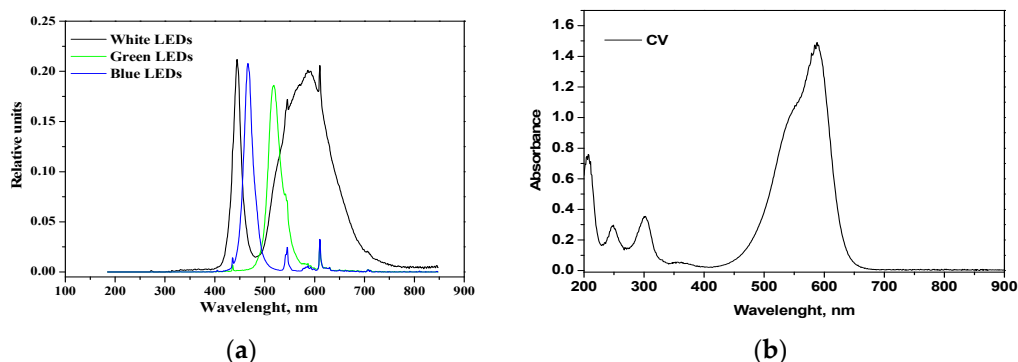 0.25
0.20
0.15
0.10
0.05
0.00
Relative units
White LEDs
Green LEDs
Blue LEDs
100 200 300 400 500 600 700 800 900
Wavelenght, nm
(a)
1.6
1.4
1.2
1.0
0.8
0.6
0.4
0.2
0.0
Absorbance
CV
200 300 400 500 600 700 800 900
Wavelenght, nm
(b)